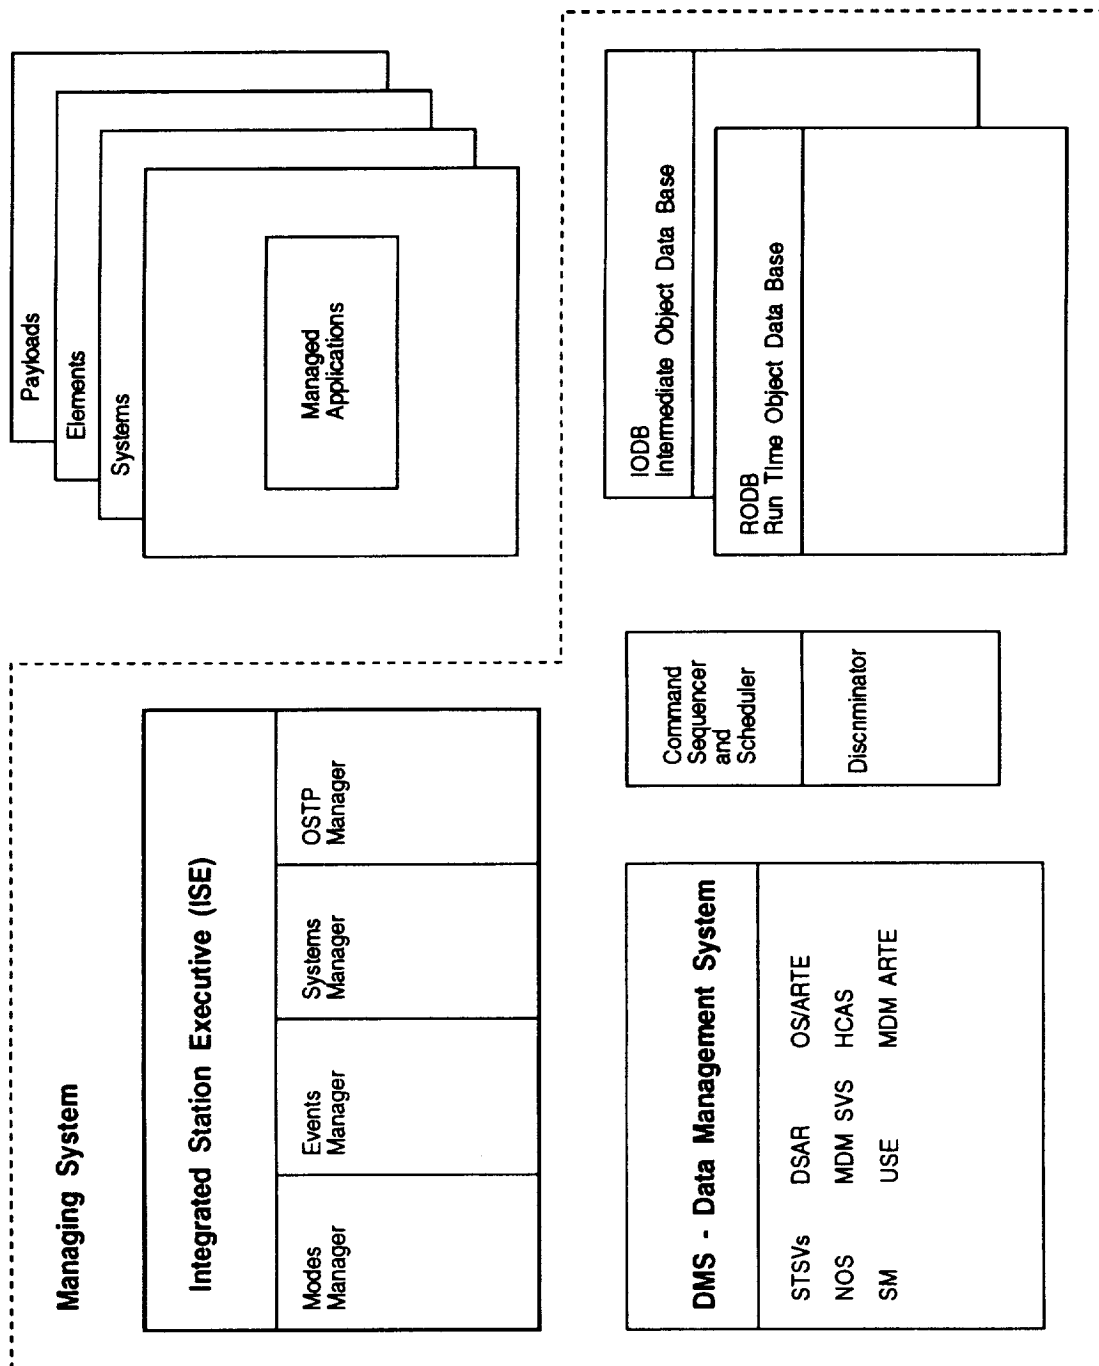 Managing System
Integrated Station Executive (ISE)
Modes
Manager
Events
Manager
Systems
Manager
OSTP
Manager
Payloads
Elements
Systems
Managed
Applications
DMS - Data Management System
STSVs DSAR OS/ARTE
NOS MDM SVS HCAS
SM USE MDM ARTE
Command
Sequencer
and
Scheduler
Discriminator
IODB
Intermediate Object Data Base
RODB
Run Time Object Data Base